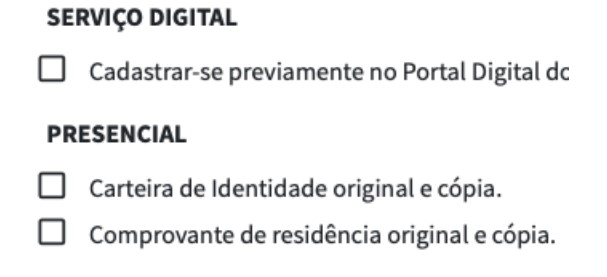 SERVIÇO DIGITAL
Cadastrar-se previamente no Portal Digital
PRESENCIAL
Carteira de Identidade original e cópia.
Comprovante de residência original e cópia.